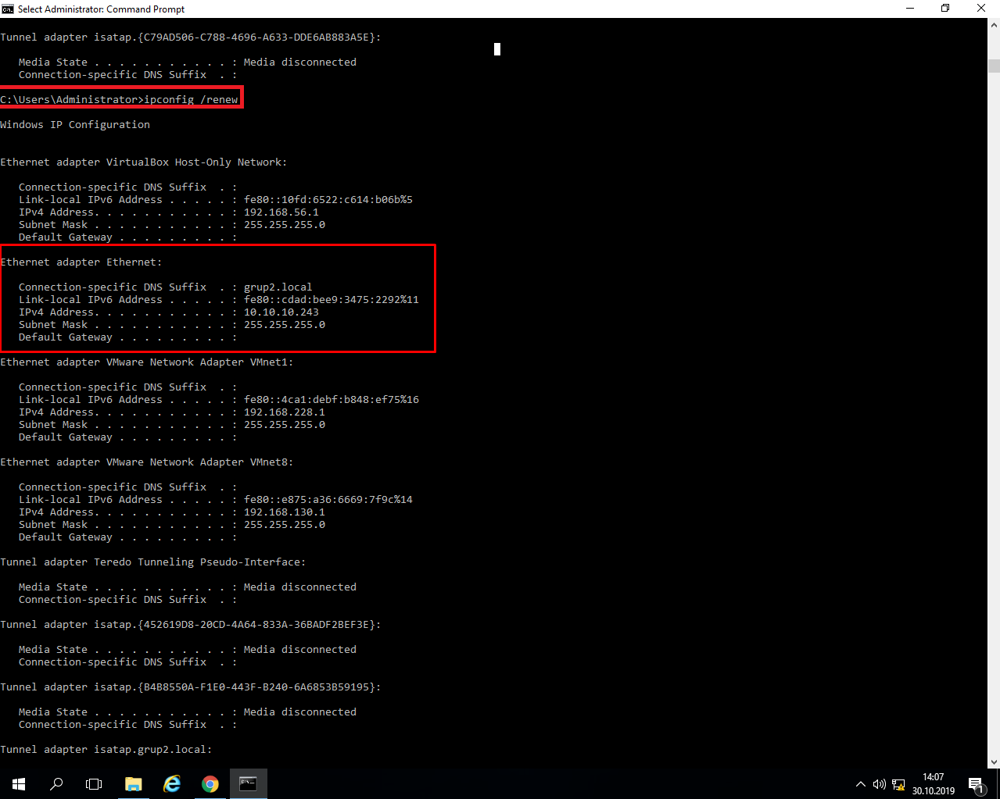 Select Administrator: Command Prompt
Tunnel adapter isatap.{C79AD506-C788-4696-A633-DDE6AB883A5E}:
Media State . . . . . . . . . . . : Media disconnected
Connection-specific DNS Suffix  . :
C:\Users\Administrator>ipconfig /renew
Windows IP Configuration
Ethernet adapter VirtualBox Host-Only Network:
Connection-specific DNS Suffix  . :
Link-local IPv6 Address . . . . . : fe80::10fd:6522:c614:b06b%5
IPv4 Address. . . . . . . . . . . : 192.168.56.1
Subnet Mask . . . . . . . . . . . : 255.255.255.0
Default Gateway . . . . . . . . . :
Ethernet adapter Ethernet:
Connection-specific DNS Suffix  . : grup2.local
Link-local IPv6 Address . . . . . : fe80::cdad:bee9:3475:2292%11
IPv4 Address. . . . . . . . . . . : 10.10.10.243
Subnet Mask . . . . . . . . . . . : 255.255.255.0
Default Gateway . . . . . . . . . :
Ethernet adapter VMware Network Adapter VMnet1:
Connection-specific DNS Suffix  . :
Link-local IPv6 Address . . . . . : fe80::4ca1:debf:b848:ef75%16
IPv4 Address. . . . . . . . . . . : 192.168.228.1
Subnet Mask . . . . . . . . . . . : 255.255.255.0
Default Gateway . . . . . . . . . :
Ethernet adapter VMware Network Adapter VMnet8:
Connection-specific DNS Suffix  . :
Link-local IPv6 Address . . . . . : fe80::e875:a36:6669:7f9c%14
IPv4 Address. . . . . . . . . . . : 192.168.130.1
Subnet Mask . . . . . . . . . . . : 255.255.255.0
Default Gateway . . . . . . . . . :
Tunnel adapter Teredo Tunneling Pseudo-Interface:
Media State . . . . . . . . . . . : Media disconnected
Connection-specific DNS Suffix  . :
Tunnel adapter isatap.{452619D8-20CD-4A64-833A-36BADF2BEF3E}:
Media State . . . . . . . . . . . : Media disconnected
Connection-specific DNS Suffix  . :
Tunnel adapter isatap.{B4B8550A-F1E0-443F-B240-6A6853B59195}:
Media State . . . . . . . . . . . : Media disconnected
Connection-specific DNS Suffix  . :
Tunnel adapter isatap.grup2.local:
14:07
30.10.2019
1